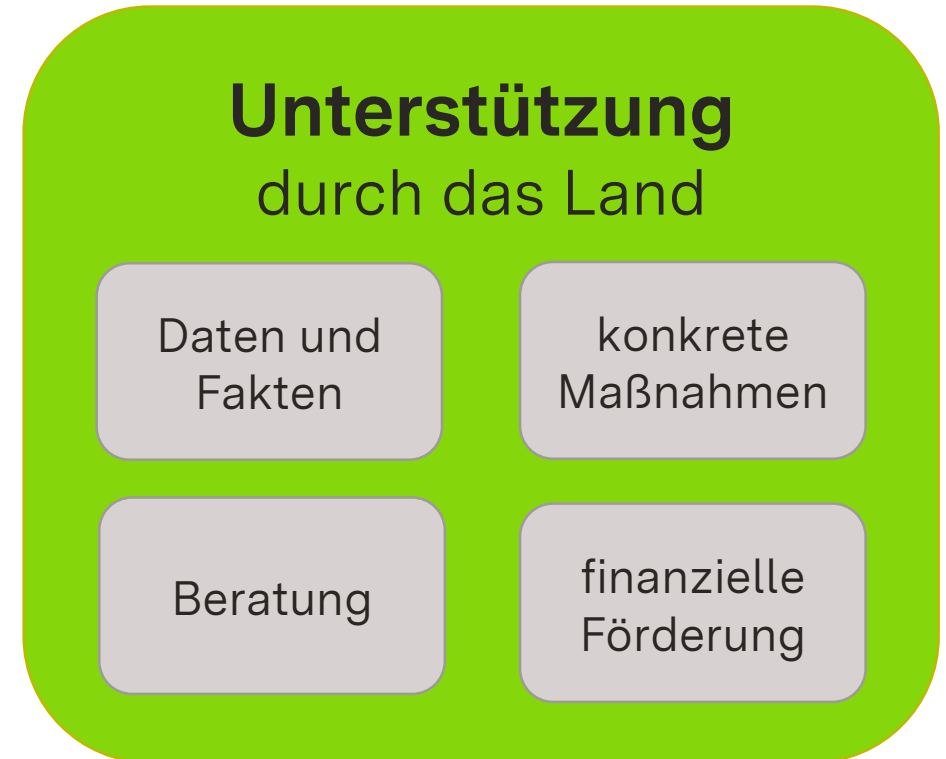 Unterstützung
durch das Land
Daten und
Fakten
konkrete
Maßnahmen
Beratung
finanzielle
Förderung